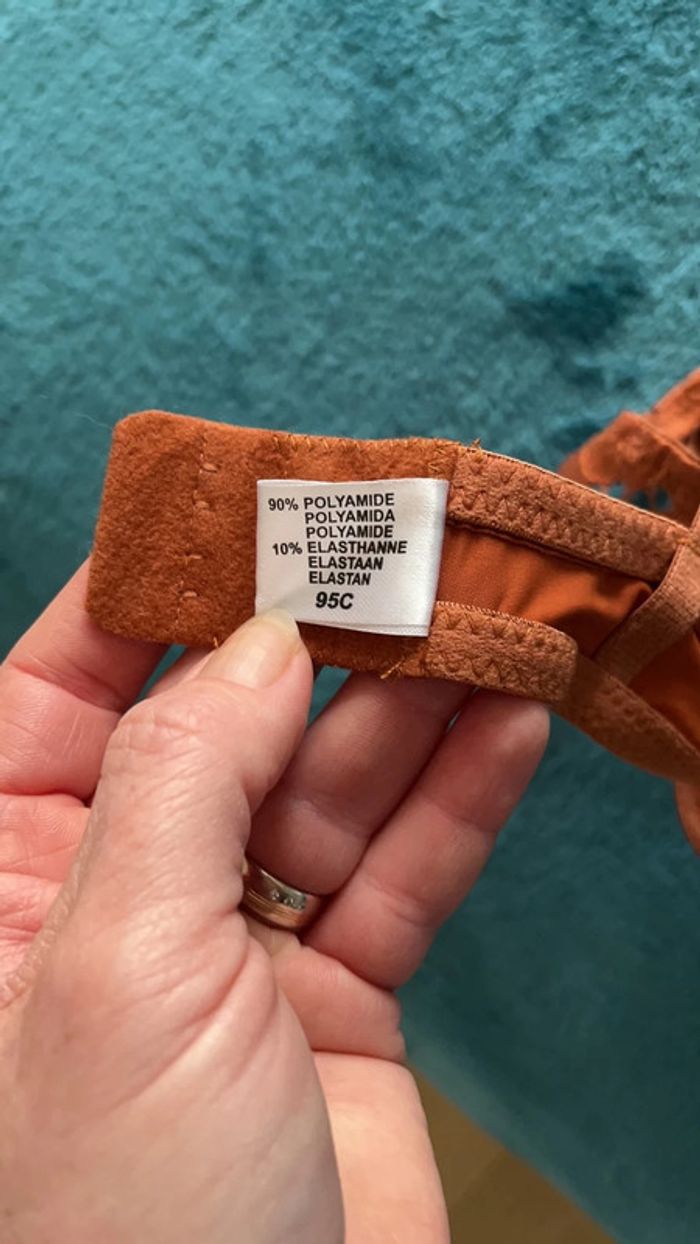 90% POLYAMIDE
POLYAMIDA
POLYAMIDE
10% ELASTHANNE
ELASTAAN
ELASTAN
95C